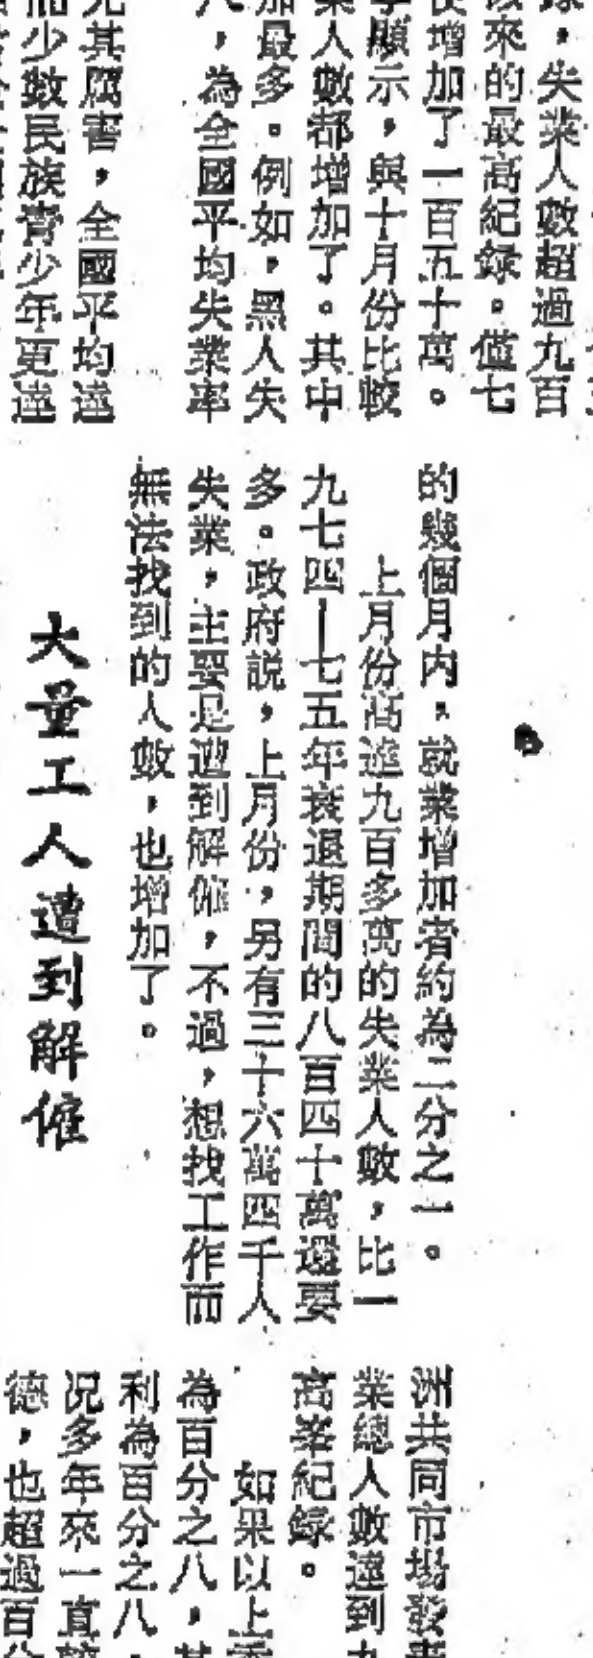 錄，失業人數超過九百
來的最高紀錄。僅七
增加了一百五十萬。
顯示，與十月份比較
業人數都增加了。其中
加最多。例如，黑人失
，為全國平均失業率
尤其厲害，全國平均達
而少數民族青少年更達
的幾個月內，就業增加者約為二分之一。
上月份高達九百多萬的失業人數，比一
九七四—七五年衰退期間的八百四十萬還要
多。政府說，上月份，另有三十六萬四千人
失業，主要是遭到解僱，不過，想找工作而
無法找到的人數，也增加了。
大量工人遭到解僱
洲共同市場發表
業總人數達到九
高峯紀錄。
如果以上
為百分之八，其
利為百分之八，
況多年來一直較
德，也超過百分